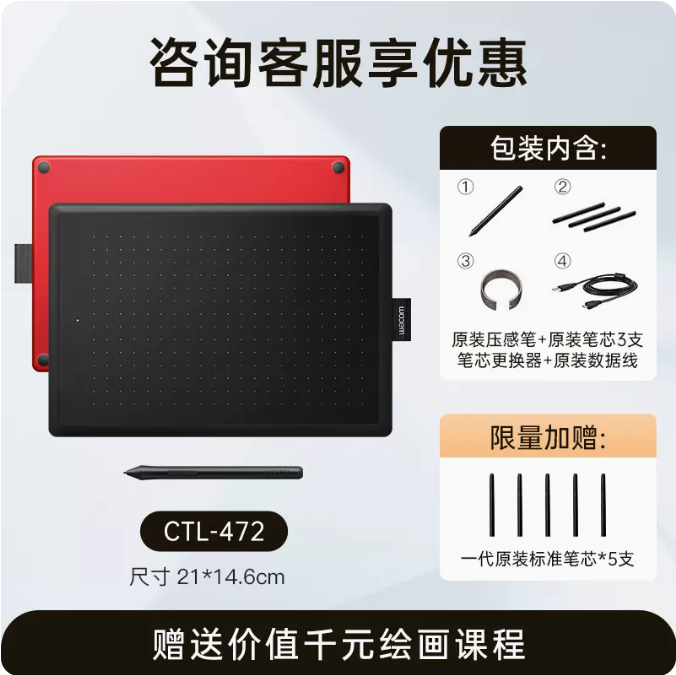 咨询客服享优惠
包装内含:
① ②
③ ④
wacom
原装压感笔+原装笔芯3支
笔芯更换器+原装数据线
限量加赠:
一代原装标准笔芯*5支
CTL-472
尺寸 21*14.6cm
赠送价值千元绘画课程